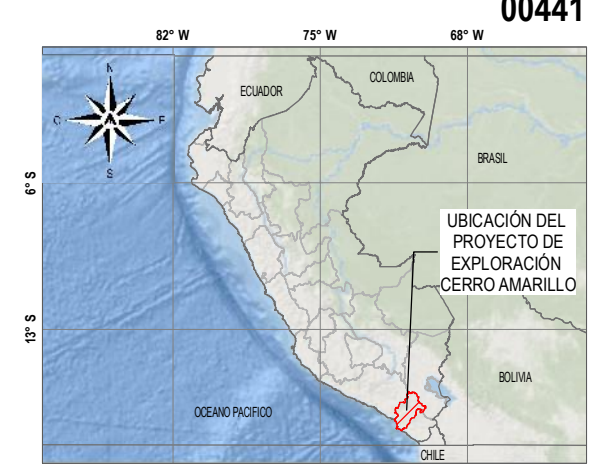 00441
82° W
75° W
68° W
6° S
13° S
N
O
E
S
ECUADOR
COLOMBIA
BRASIL
UBICACIÓN DEL
PROYECTO DE
EXPLORACIÓN
CERRO AMARILLO
BOLIVIA
OCEANO PACIFICO
CHILE